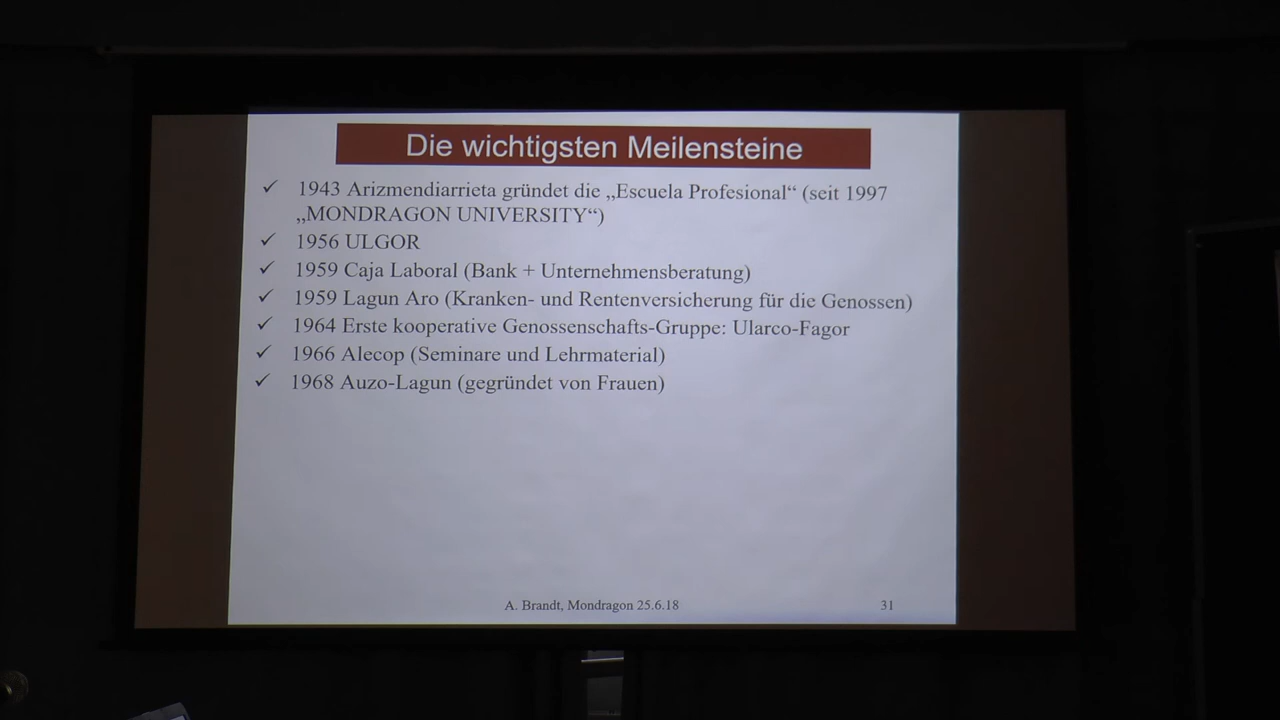 Die wichtigsten Meilensteine
✓ 1943 Arizmendiarrieta gründet die „Escuela Profesional“ (seit 1997
„MONDRAGON UNIVERSITY“)
✓ 1956 ULGOR
✓ 1959 Caja Laboral (Bank + Unternehmensberatung)
✓ 1959 Lagun Aro (Kranken- und Rentenversicherung für die Genossen)
✓ 1964 Erste kooperative Genossenschafts-Gruppe: Ularco-Fagor
✓ 1966 Alecop (Seminare und Lehrmaterial)
✓ 1968 Auzo-Lagun (gegründet von Frauen)
A. Brandt, Mondragon 25.6.18 31